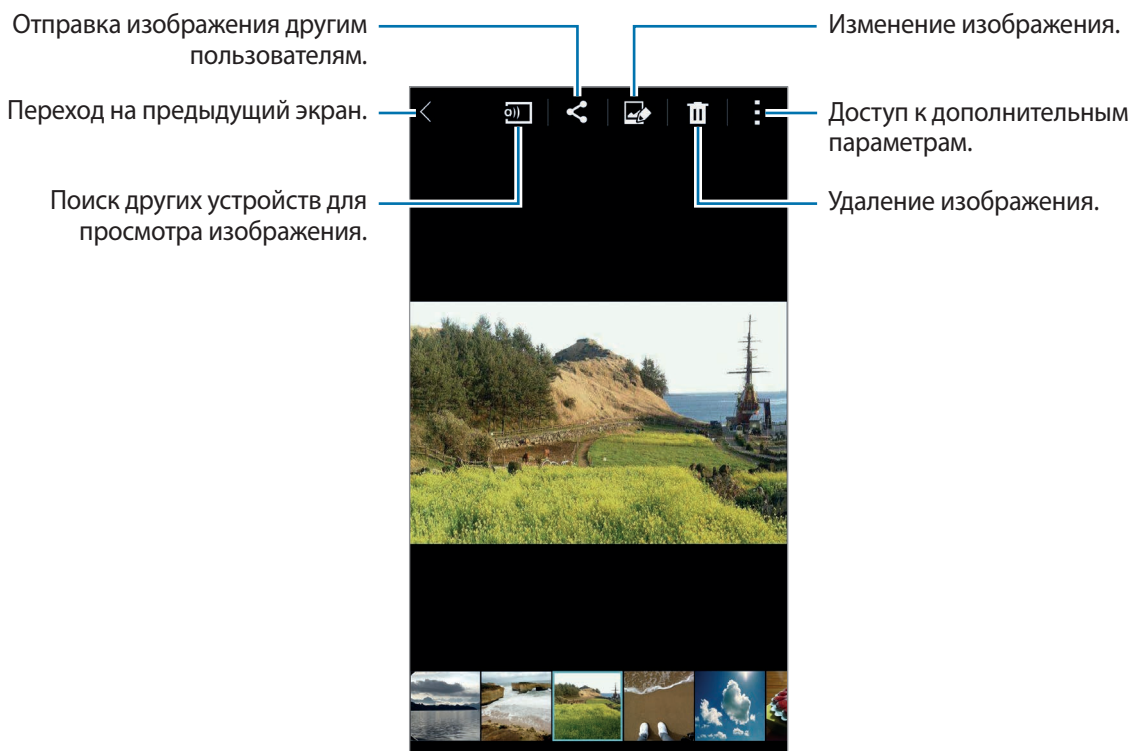 Отправка изображения другим
пользователям.
Переход на предыдущий экран.
Поиск других устройств для
просмотра изображения.
Изменение изображения.
Доступ к дополнительным
параметрам.
Удаление изображения.